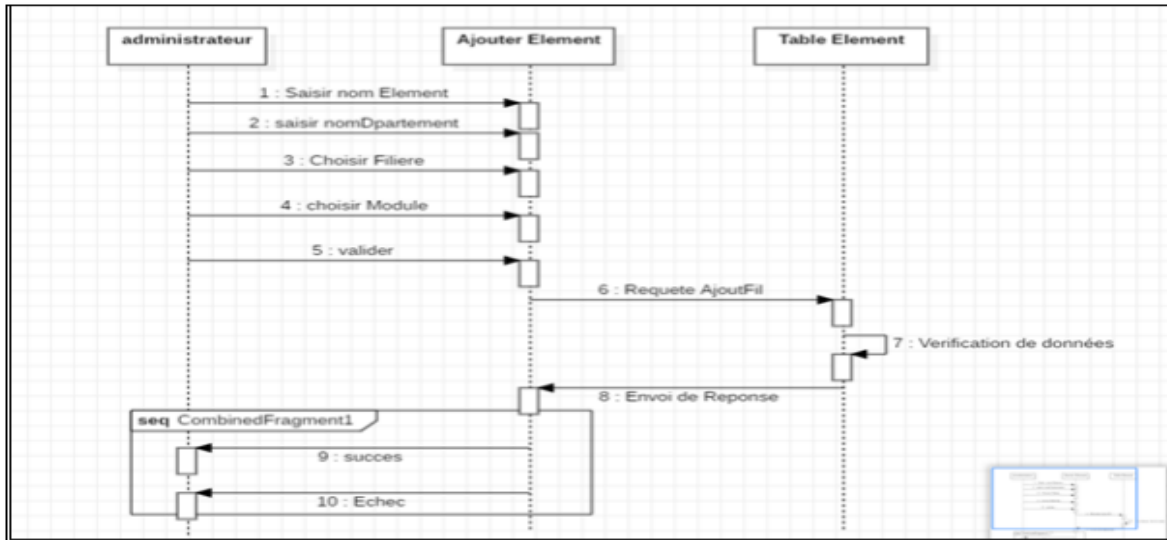 administrateur
Ajouter Element
Table Element
1 : Saisir nom Element
2 : saisir nomDpartement
3 : Choisir Filiere
4 : choisir Module
5 : valider
6 : Requete AjoutFil
7 : Verification de données
8 : Envoi de Reponse
seq CombinedFragment1
9 : succes
10 : Echec